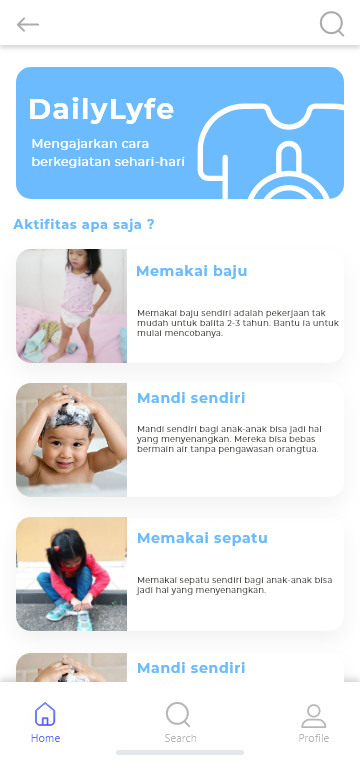 DailyLyfe
Mengajarkan cara
berkegiatan sehari-hari
Aktifitas apa saja ?
Memakai baju
Memakai baju sendiri adalah pekerjaan tak
mudah untuk balita 2-3 tahun. Bantu ia untuk
mulai mencobanya.
Mandi sendiri
Mandi sendiri bagi anak-anak bisa jadi hal
yang menyenangkan. Mereka bisa bebas
bermain air tanpa pengawasan orangtua.
Memakai sepatu
Memakai sepatu sendiri bagi anak-anak bisa
jadi hal yang menyenangkan.
Mandi sendiri
Home
Search
Profile